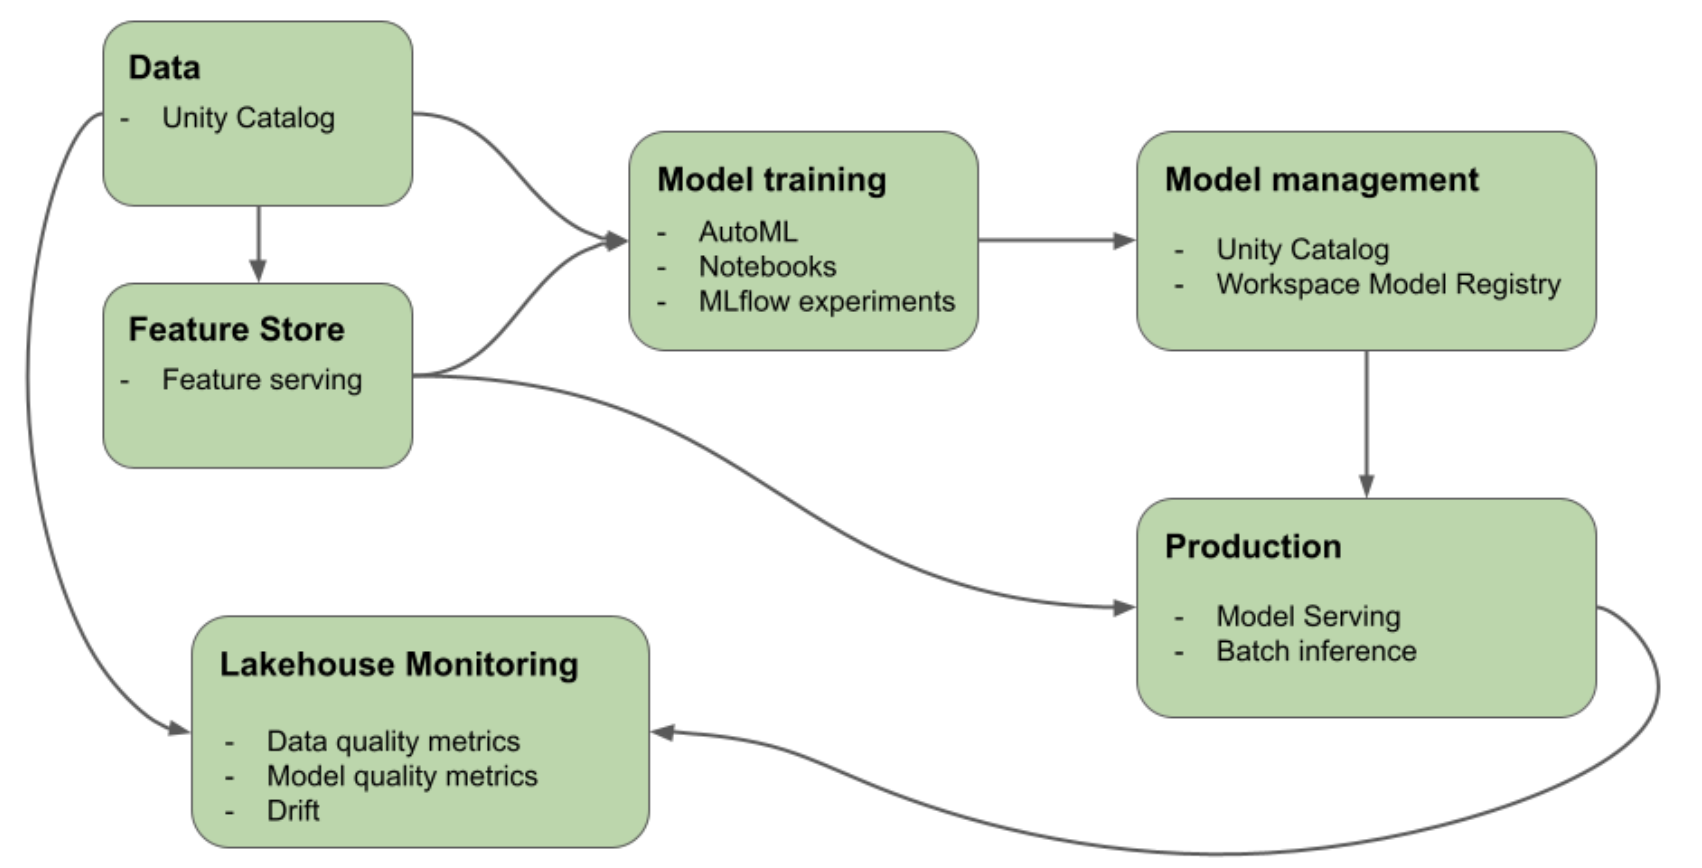 Data
- Unity Catalog
Feature Store
- Feature serving
Model training
- AutoML
- Notebooks
- MLflow experiments
Model management
- Unity Catalog
- Workspace Model Registry
Production
- Model Serving
- Batch inference
Lakehouse Monitoring
- Data quality metrics
- Model quality metrics
- Drift